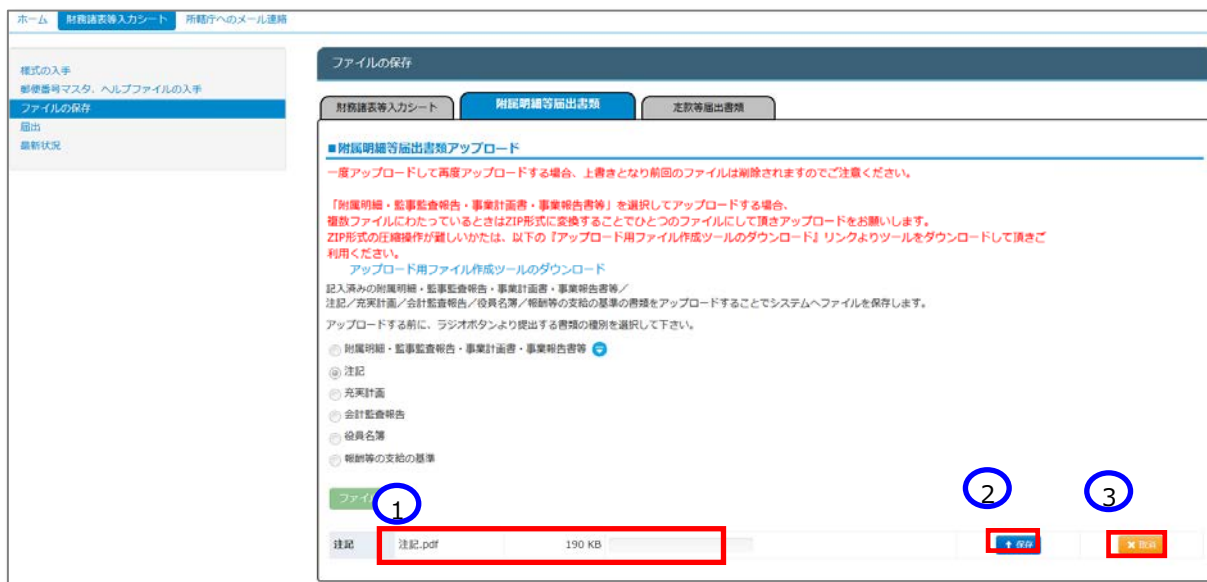 ホーム 財務諸表等入力シート 所轄庁へのメール連絡
様式の入手
郵便番号マスタ、ヘルプファイルの入手
ファイルの保存
届出
最新状況
ファイルの保存
財務諸表等入力シート 附属明細等届出書類 定款等届出書類
■附属明細等届出書類アップロード
一度アップロードして再度アップロードする場合、上書きとなり前回のファイルは削除されますのでご注意ください。
「附属明細・監事監査報告・事業計画書・事業報告書等」を選択してアップロードする場合、
複数ファイルにわたっているときはZIP形式に変換することでひとつのファイルにして頂きアップロードをお願いします。
ZIP形式の圧縮操作が難しいかたは、以下の『アップロード用ファイル作成ツールのダウンロード』リンクよりツールをダウンロードして頂きご
利用ください。
アップロード用ファイル作成ツールのダウンロード
記入済みの附属明細・監事監査報告・事業計画書・事業報告書等／
注記／充実計画／会計監査報告／役員名簿／報酬等の支給の基準の書類をアップロードすることでシステムへファイルを保存します。
アップロードする前に、ラジオボタンより提出する書類の種別を選択して下さい。
附属明細・監事監査報告・事業計画書・事業報告書等
注記
充実計画
会計監査報告
役員名簿
報酬等の支給の基準
ファイル
1 2 3
注記 注記.pdf 190 KB 保存 取消